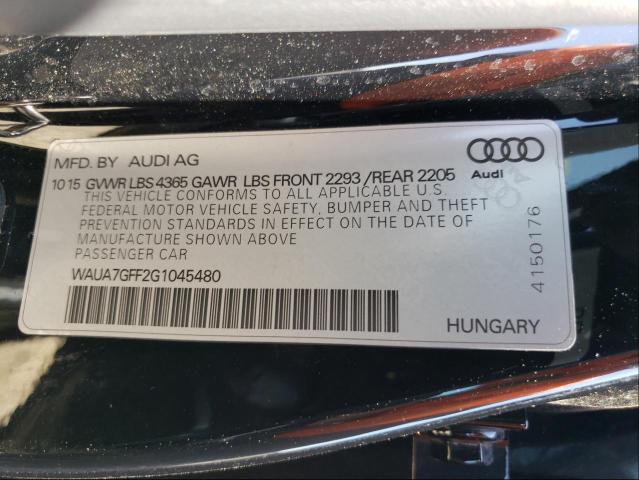 MFD. BY AUDI AG
10 15 GVWR LBS 4365 GAWR LBS FRONT 2293 /REAR 2205
Audi
THIS VEHICLE CONFORMS TO ALL APPLICABLE U.S.
FEDERAL MOTOR VEHICLE SAFETY, BUMPER AND THEFT
PREVENTION STANDARDS IN EFFECT ON THE DATE OF
MANUFACTURE SHOWN ABOVE
PASSENGER CAR
WAUA7GFF2G1045480
HUNGARY
4150176